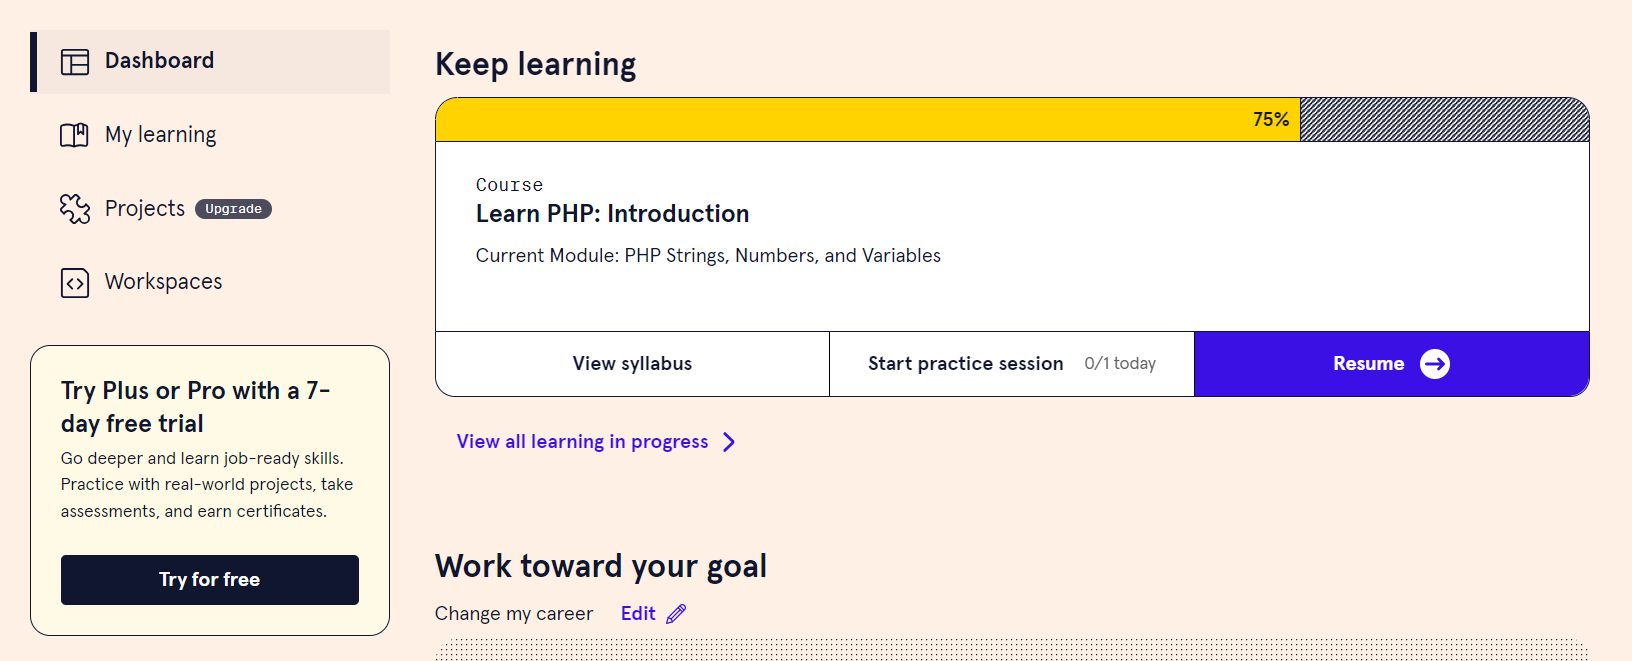 Dashboard
My learning
Projects Upgrade
Workspaces
Try Plus or Pro with a 7-
day free trial
Go deeper and learn job-ready skills.
Practice with real-world projects, take
assessments, and earn certificates.
Try for free
Keep learning
75%
Course
Learn PHP: Introduction
Current Module: PHP Strings, Numbers, and Variables
View syllabus
Start practice session 0/1 today
Resume
View all learning in progress
Work toward your goal
Change my career Edit